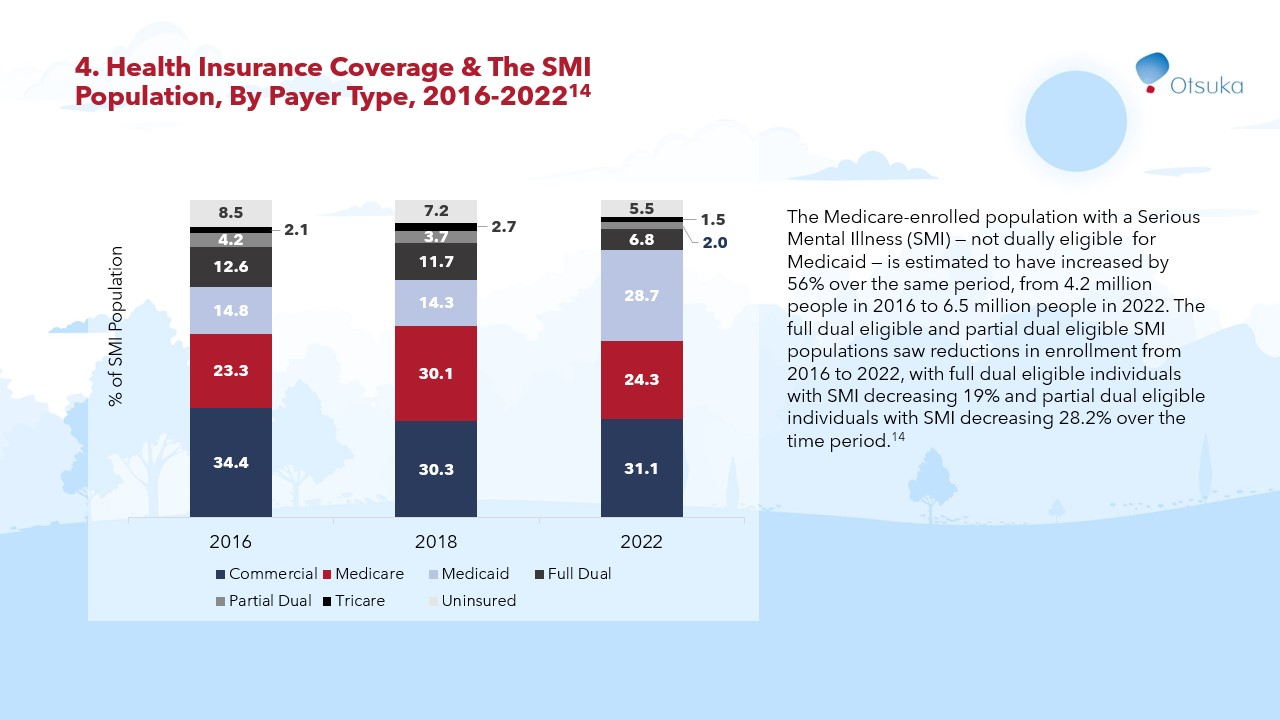 4. Health Insurance Coverage & The SMI
Population, By Payer Type, 2016-2022¹⁴
Otsuka
% of SMI Population
8.5
2.1
4.2
12.6
14.8
23.3
34.4
7.2
2.7
3.7
11.7
14.3
30.1
30.3
5.5
1.5
2.0
6.8
28.7
24.3
31.1
2016
2018
2022
Commercial
Medicare
Medicaid
Full Dual
Partial Dual
Tricare
Uninsured
The Medicare-enrolled population with a Serious
Mental Illness (SMI) – not dually eligible for
Medicaid – is estimated to have increased by
56% over the same period, from 4.2 million
people in 2016 to 6.5 million people in 2022. The
full dual eligible and partial dual eligible SMI
populations saw reductions in enrollment from
2016 to 2022, with full dual eligible individuals
with SMI decreasing 19% and partial dual eligible
individuals with SMI decreasing 28.2% over the
time period.¹⁴